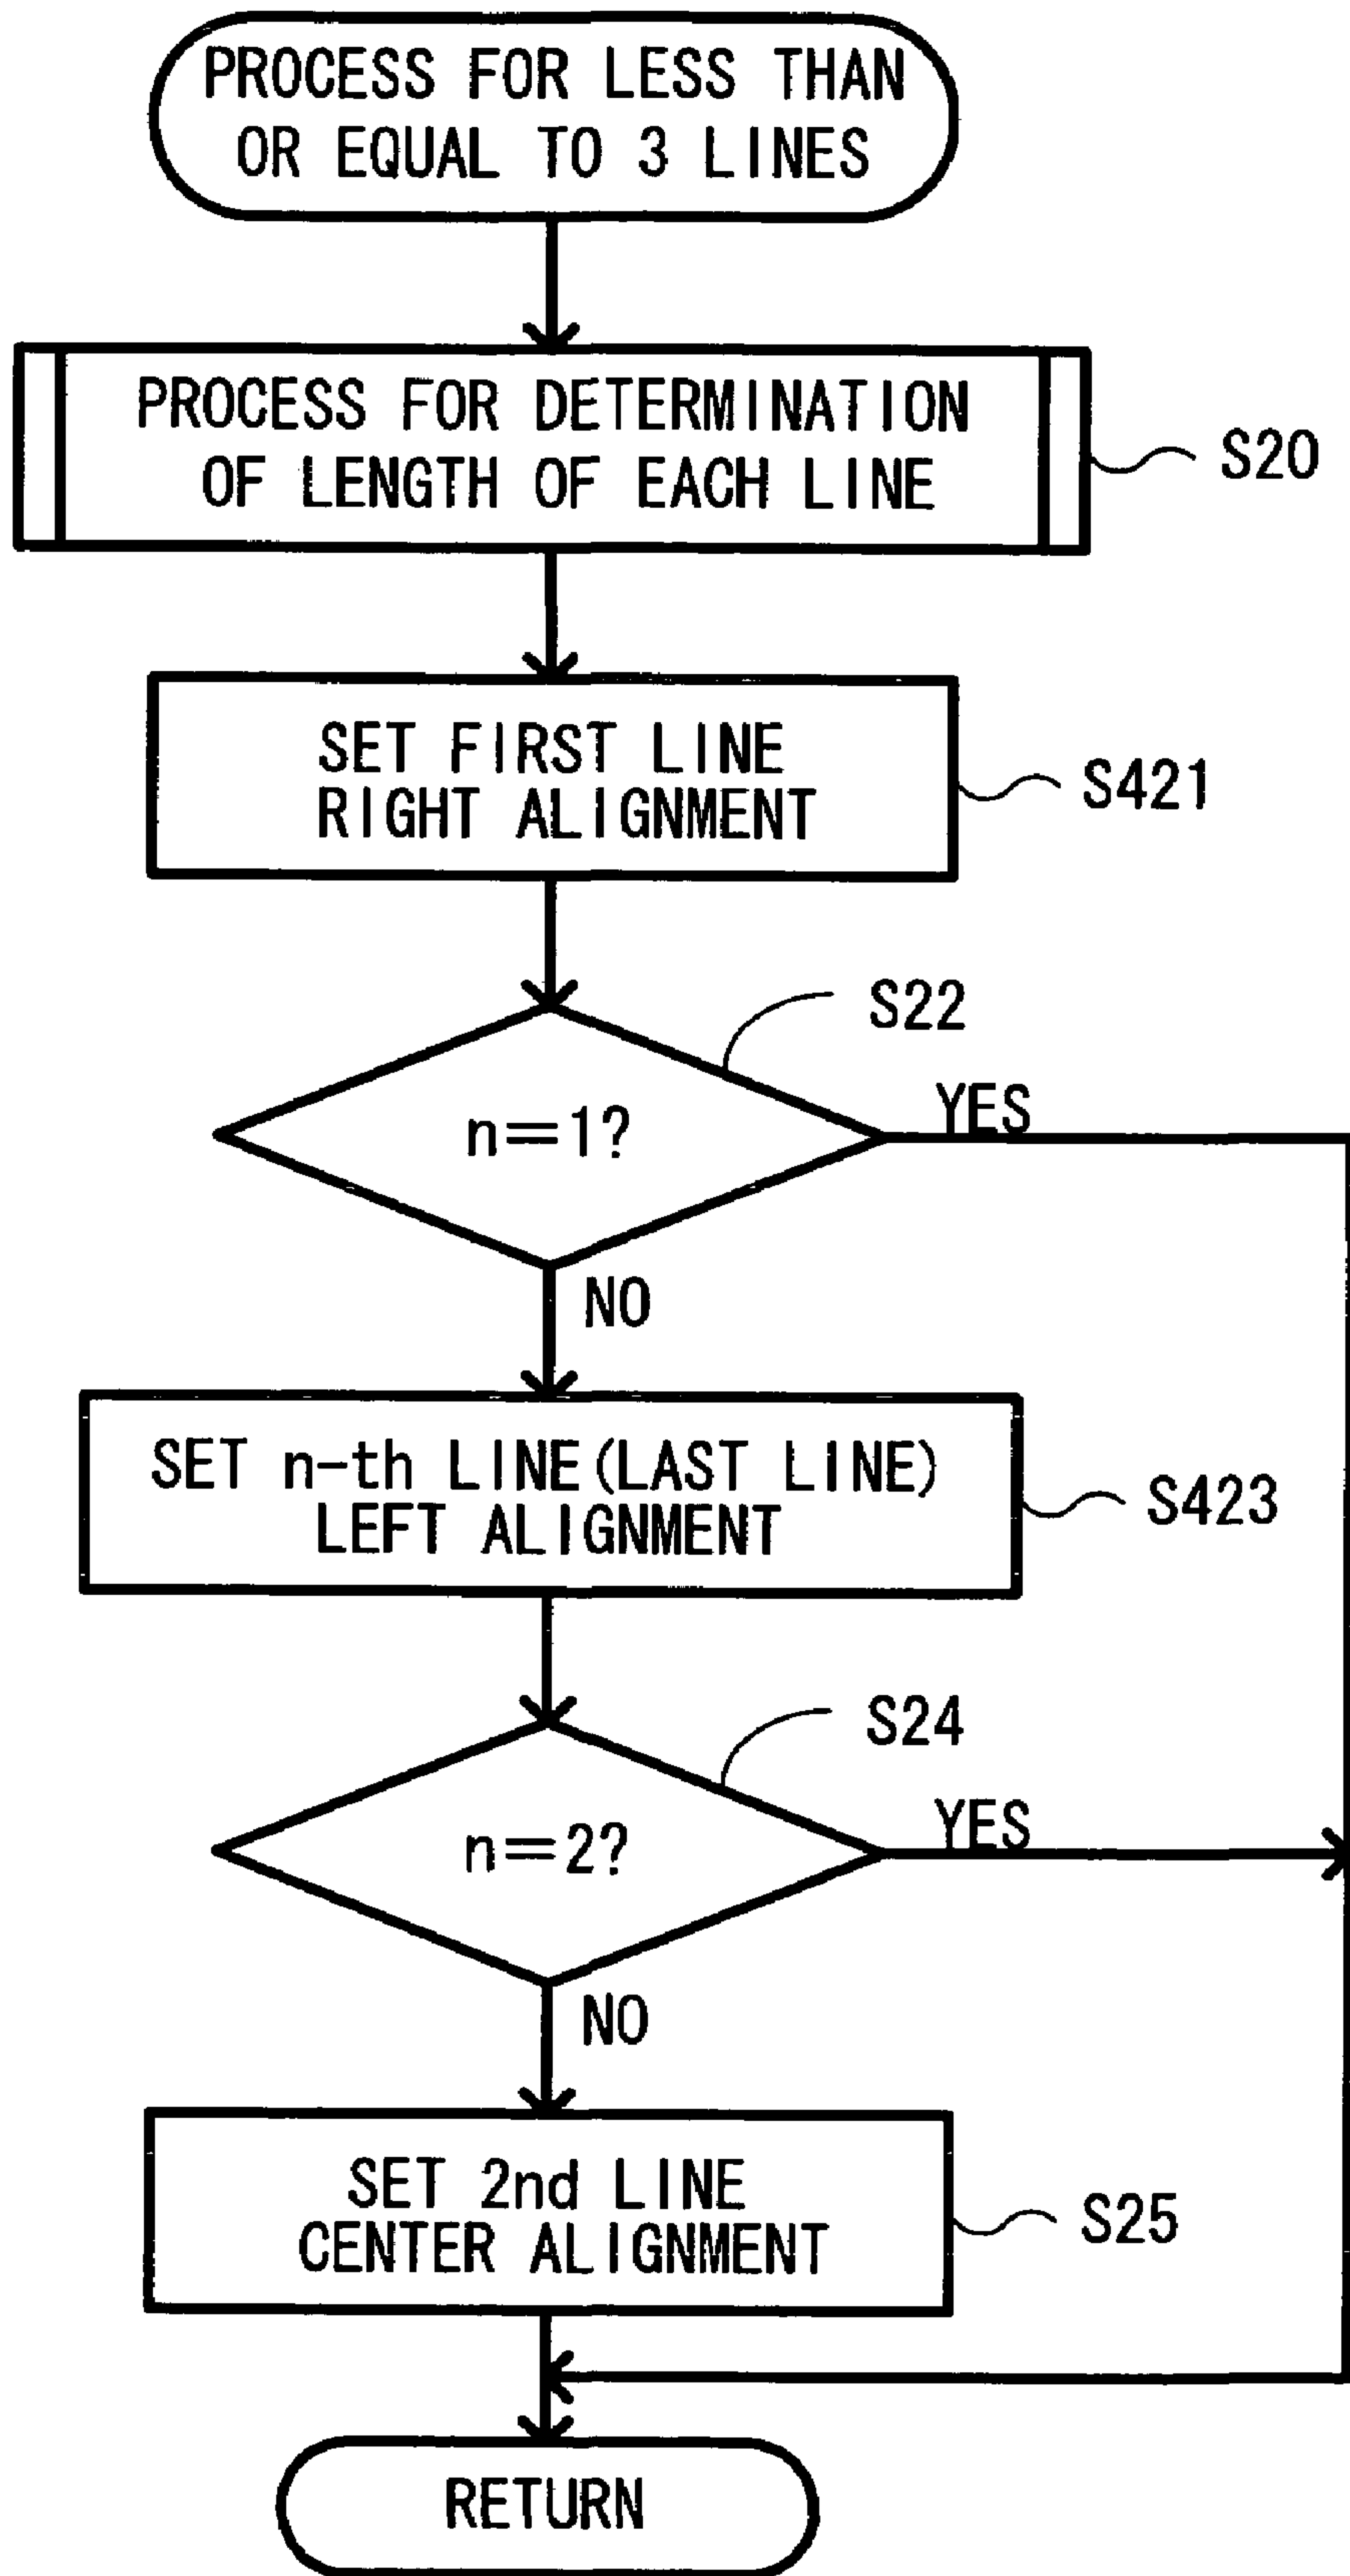 PROCESS FOR LESS THAN
OR EQUAL TO 3 LINES
PROCESS FOR DETERMINATION
OF LENGTH OF EACH LINE
S20
SET FIRST LINE
RIGHT ALIGNMENT
S421
S22
n=1?
YES
NO
SET n-th LINE(LAST LINE)
LEFT ALIGNMENT
S423
S24
n=2?
YES
NO
SET 2nd LINE
CENTER ALIGNMENT
S25
RETURN